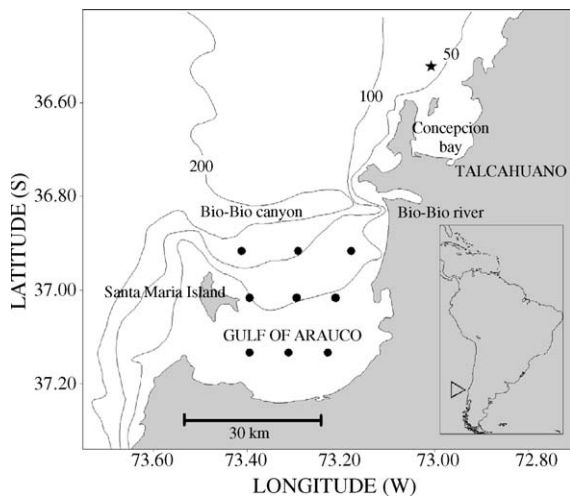 50
100
Concepcion
bay
200
TALCAHUANO
Bio-Bio canyon
Bio-Bio river
Santa Maria Island
GULF OF ARAUCO
30 km
36.60
36.80
37.00
37.20
LATITUDE (S)
73.60
73.40
73.20
73.00
72.80
LONGITUDE (W)